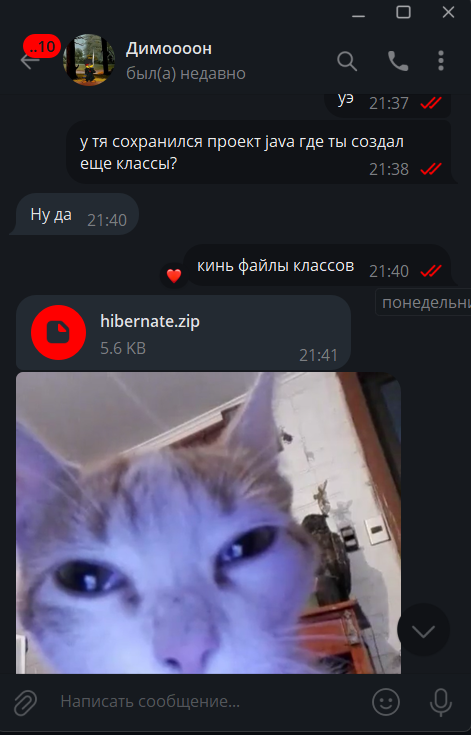 ..10
Димоооон
был(а) недавно
уэ 21:37
у тя сохранился проект java где ты создал
еще классы?
21:38
Ну да 21:40
кинь файлы классов 21:40
понедельни
hibernate.zip
5.6 KB
21:41
Написать сообщение...